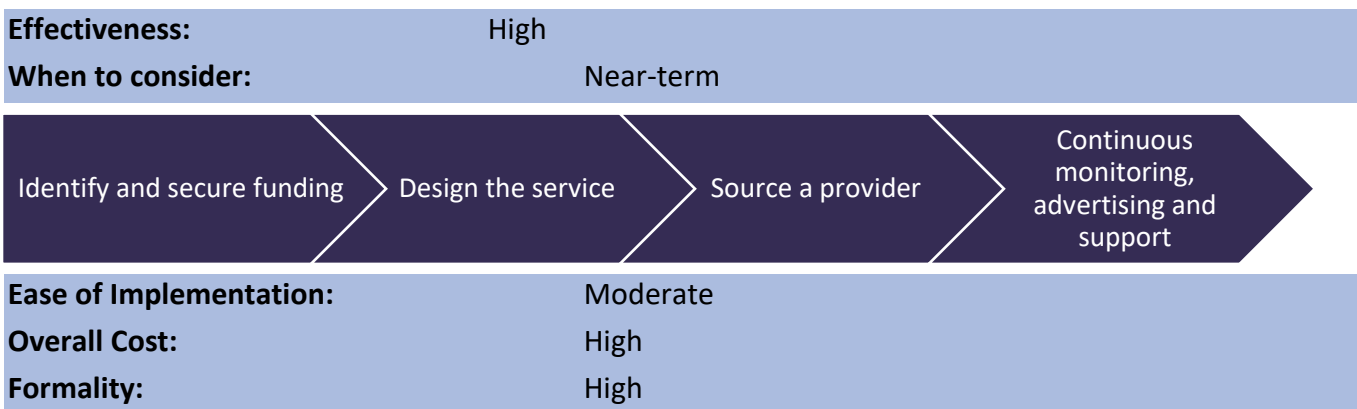 Effectiveness: High
When to consider: Near-term
Identify and secure funding
Design the service
Source a provider
Continuous
monitoring,
advertising and
support
Ease of Implementation: Moderate
Overall Cost: High
Formality: High